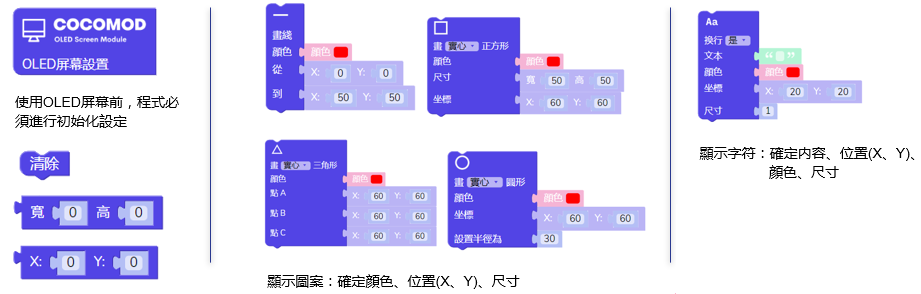 COCOMOD
OLED Screen Module
OLED屏幕設置
使用OLED屏幕前，程式必
須進行初始化設定
清除
寬 0 高 0
X: 0 Y: 0
畫綫
顏色 顏色
從 X: 0 Y: 0
到 X: 50 Y: 50
畫 實心 正方形
顏色 顏色
尺寸 寬 50 高 50
坐標 X: 60 Y: 60
畫 實心 三角形
顏色 顏色
點 A X: 60 Y: 60
點 B X: 60 Y: 60
點 C X: 60 Y: 60
畫 實心 圓形
顏色 顏色
坐標 X: 60 Y: 60
設置半徑為 30
顯示圖案：確定顏色、位置(X、Y)、尺寸
Aa
換行 是
文本 “ ”
顏色 顏色
坐標 X: 20 Y: 20
尺寸 1
顯示字符：確定內容、位置(X、Y)、
顏色、尺寸